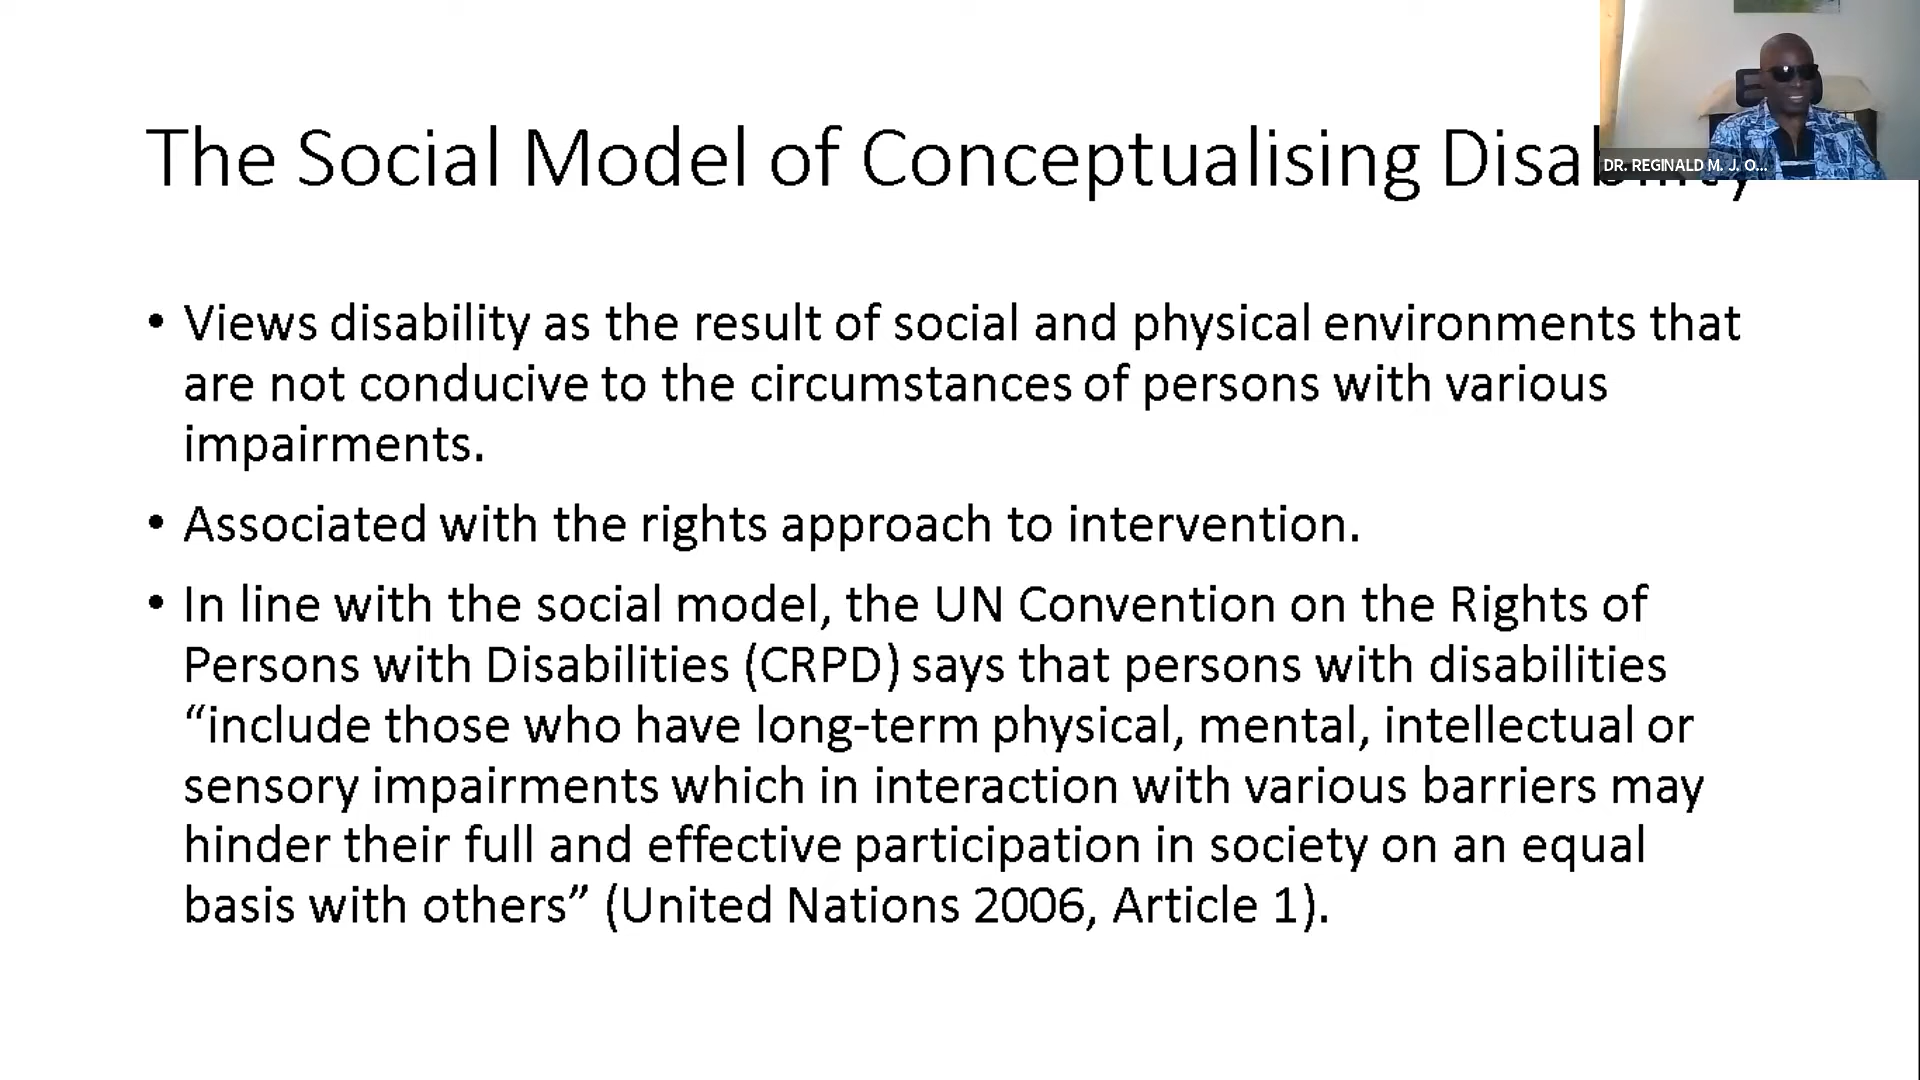 The Social Model of Conceptualising Disability
DR. REGINALD M. J. O...
• Views disability as the result of social and physical environments that
are not conducive to the circumstances of persons with various
impairments.
• Associated with the rights approach to intervention.
• In line with the social model, the UN Convention on the Rights of
Persons with Disabilities (CRPD) says that persons with disabilities
“include those who have long-term physical, mental, intellectual or
sensory impairments which in interaction with various barriers may
hinder their full and effective participation in society on an equal
basis with others” (United Nations 2006, Article 1).